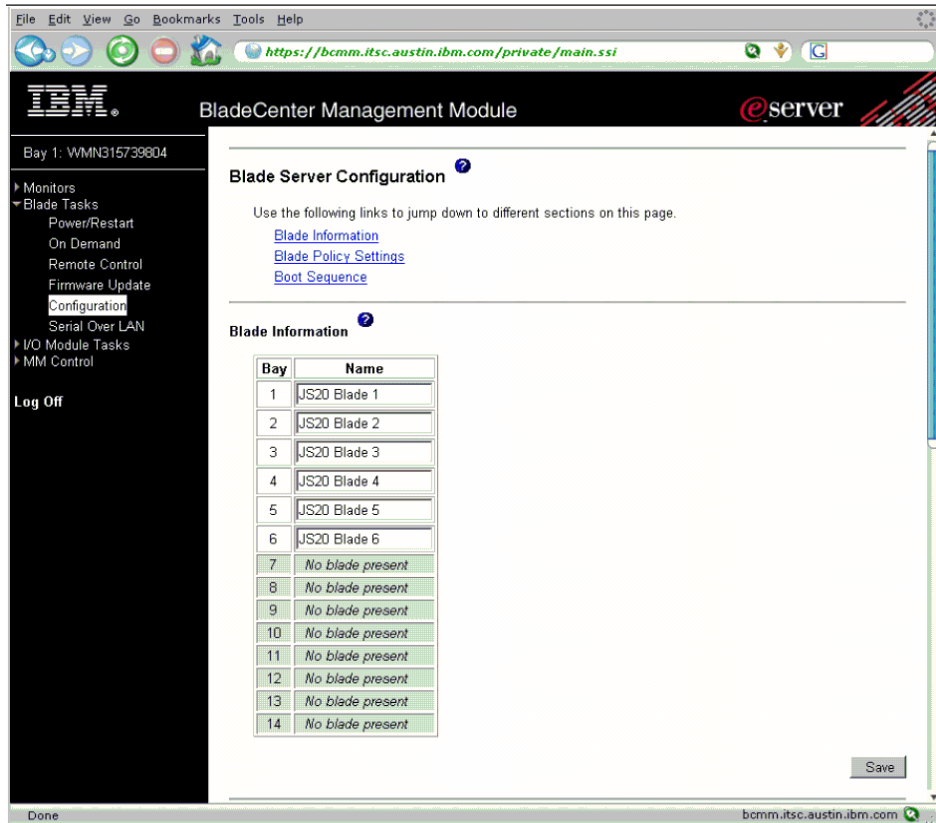 File Edit View Go Bookmarks Tools Help
https://bcmm.itsc.austin.ibm.com/private/main.ssi
G
IBM.
BladeCenter Management Module
eserver
Bay 1: WMN315739804
Monitors
Blade Tasks
Power/Restart
On Demand
Remote Control
Firmware Update
Configuration
Serial Over LAN
I/O Module Tasks
MM Control
Log Off
Blade Server Configuration ?
Use the following links to jump down to different sections on this page.
Blade Information
Blade Policy Settings
Boot Sequence
Blade Information ?
Bay Name
1 JS20 Blade 1
2 JS20 Blade 2
3 JS20 Blade 3
4 JS20 Blade 4
5 JS20 Blade 5
6 JS20 Blade 6
7 No blade present
8 No blade present
9 No blade present
10 No blade present
11 No blade present
12 No blade present
13 No blade present
14 No blade present
Save
Done
bcmm.itsc.austin.ibm.com